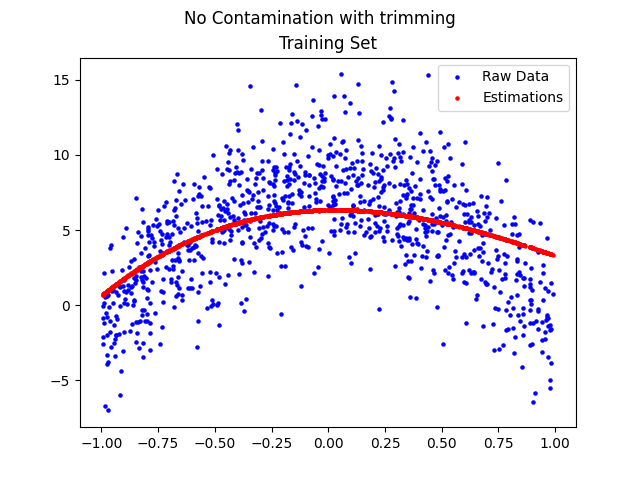 No Contamination with trimming
Training Set
Raw Data
Estimations
15
10
5
0
−5
−1.00 −0.75 −0.50 −0.25 0.00 0.25 0.50 0.75 1.00